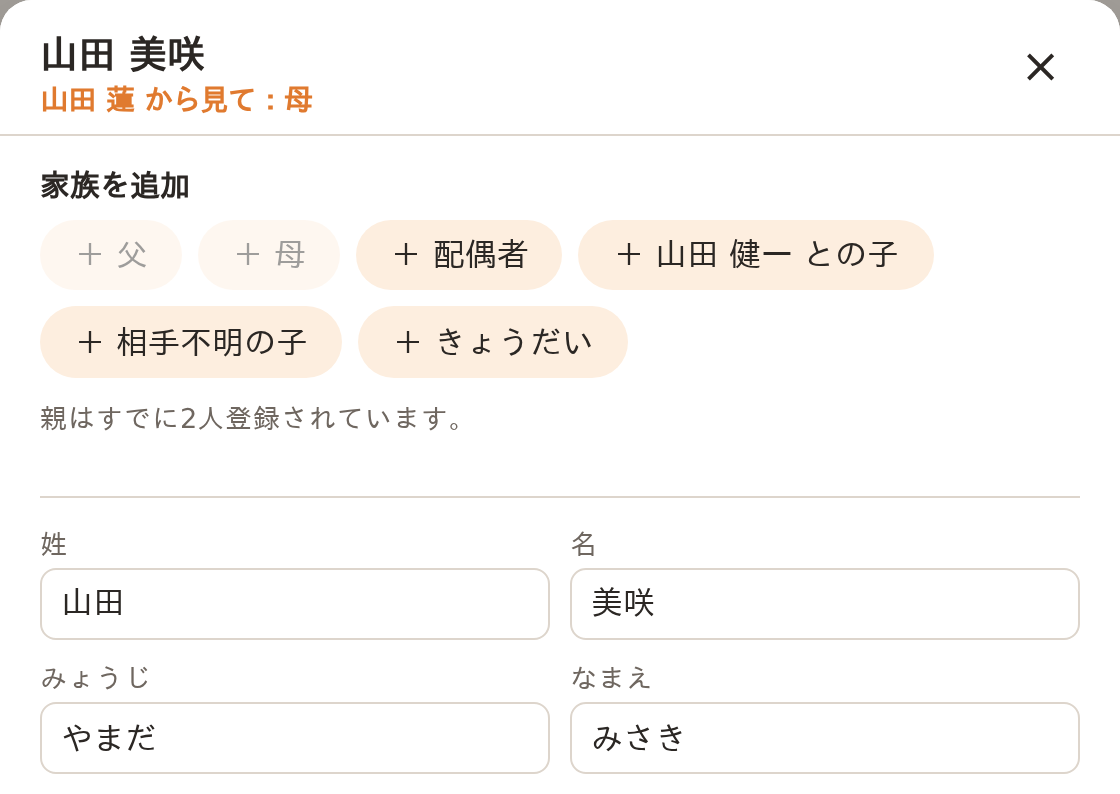 山田 美咲
山田 蓮 から見て：母
家族を追加
＋ 父 ＋ 母 ＋ 配偶者 ＋ 山田 健一 との子
＋ 相手不明の子 ＋ きょうだい
親はすでに2人登録されています。
姓 名
山田 美咲
みょうじ なまえ
やまだ みさき